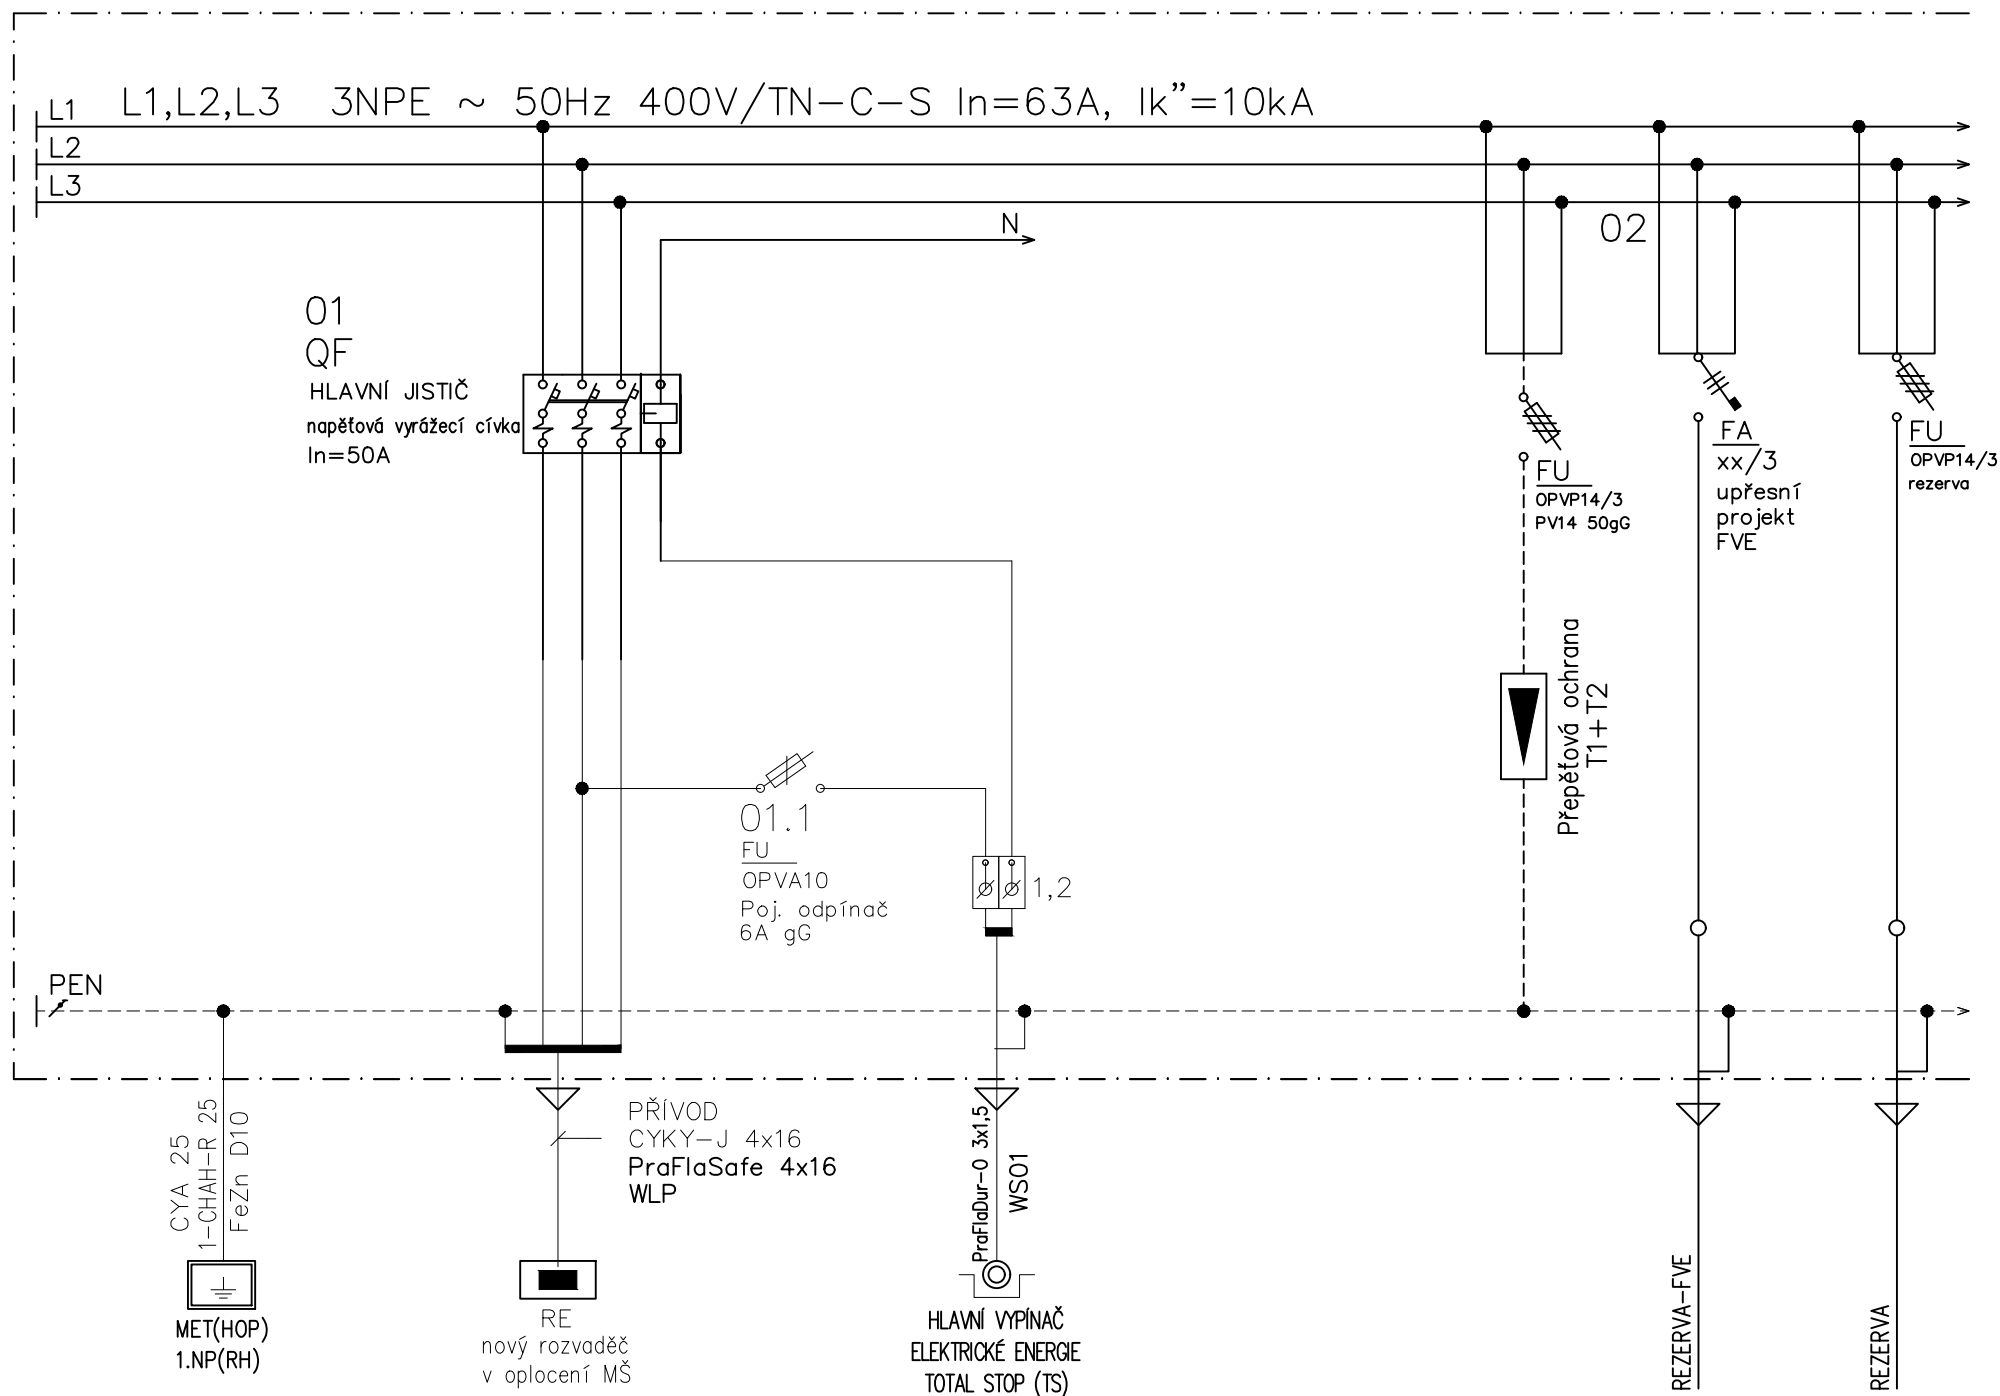 L1
L1,L2,L3 3NPE ~ 50Hz 400V/TN-C-S In=63A, Ik”=10kA
L2
L3
N
O2
O1
QF
HLAVNÍ JISTIČ
napěťová vyrážecí cívka
In=50A
FU
OPVP14/3
PV14 50gG
FA
xx/3
upřesní
projekt
FVE
FU
OPVP14/3
rezerva
Přepěťová ochrana
T1+T2
O1.1
FU
OPVA10
Poj. odpínač
6A gG
1,2
PEN
CYA 25
1-CHAH-R 25
FeZn D10
MET(HOP)
1.NP(RH)
PŘÍVOD
CYKY-J 4x16
PraFlaSafe 4x16
WLP
RE
nový rozvaděč
v oplocení MŠ
PraFlaDur-O 3x1,5
WS01
HLAVNÍ VYPÍNAČ
ELEKTRICKÉ ENERGIE
TOTAL STOP (TS)
REZERVA-FVE
REZERVA